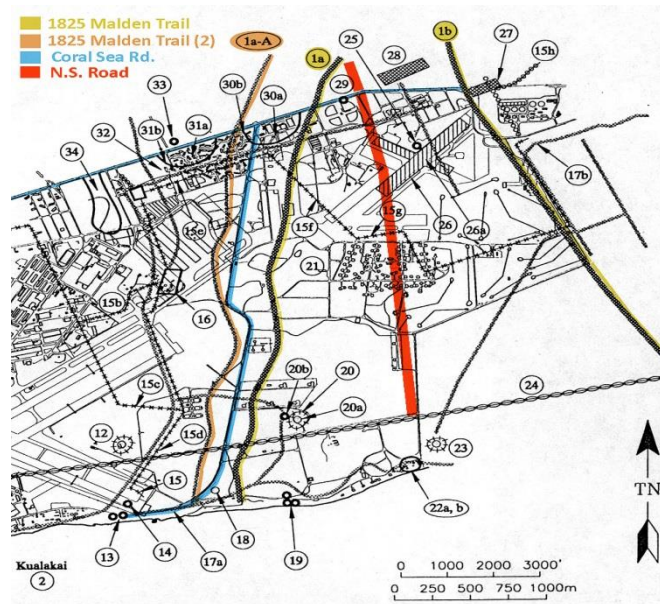 1825 Malden Trail
1825 Malden Trail (2)
Coral Sea Rd.
N.S. Road
1a-A
1a
25
28
1b
27
15h
33
30b
30a
29
32
31b
31a
34
17b
15e
15f
15g
26
26a
21
15b
16
15c
20b
20
24
20a
12
15d
23
15
13
14
18
19
22a, b
17a
Kualakai
2
TN
0 1000 2000 3000'
0 250 500 750 1000m